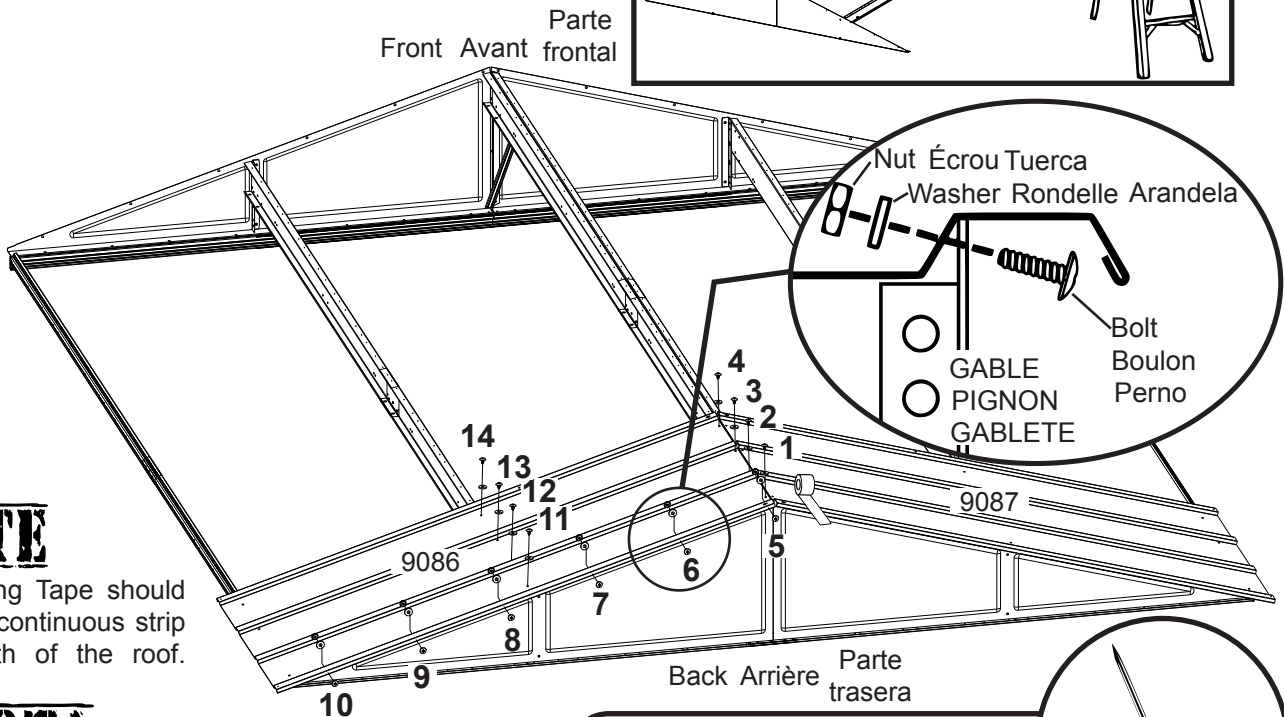 Front Avant Parte frontal
Nut Écrou Tuerca
Washer Rondelle Arandela
Bolt
Boulon
Perno
GABLE
PIGNON
GABLETE
4
3
2
1
14
13
12
11
9087
9086
5
6
7
8
9
10
ng Tape should
continuous strip
of the roof.
Back Arrière Parte trasera